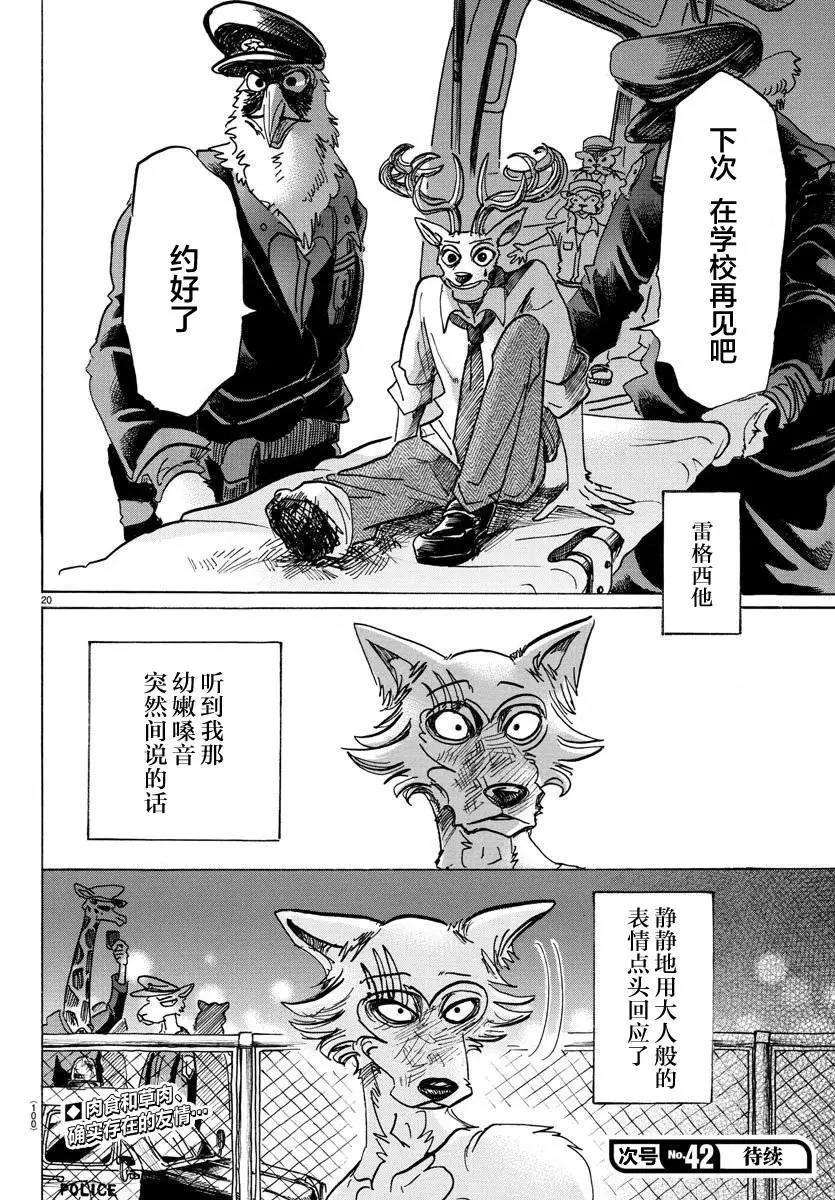 下次 在学校再见吧
约好了
雷格西他
20
听到我那
幼嫩嗓音
突然间说的话
静静地用大人般的
表情点头回应了
肉食和草肉、
确实存在的友情…
(100)
POLICE
次号 No.42 待续